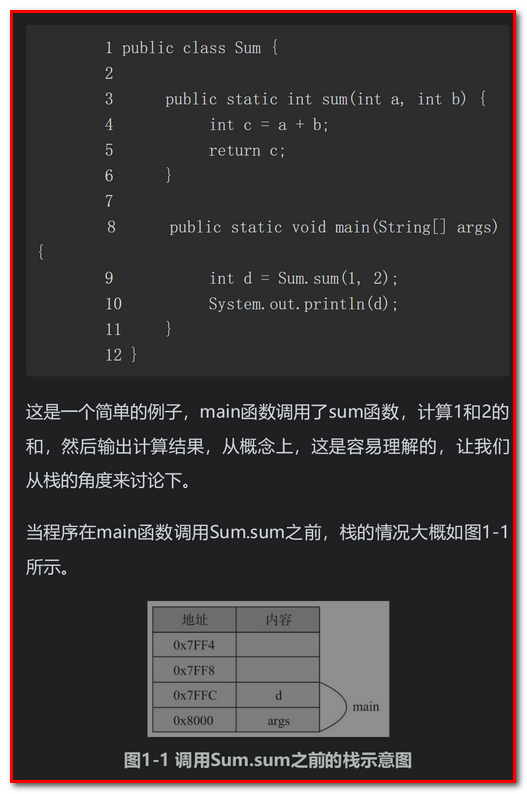 1 public class Sum {
2
3 public static int sum(int a, int b) {
4 int c = a + b;
5 return c;
6 }
7
8 public static void main(String[] args)
{
9 int d = Sum.sum(1, 2);
10 System.out.println(d);
11 }
12 }
这是一个简单的例子，main函数调用了sum函数，计算1和2的
和，然后输出计算结果，从概念上，这是容易理解的，让我们
从栈的角度来讨论下。
当程序在main函数调用Sum.sum之前，栈的情况大概如图1-1
所示。
地址 内容
0x7FF4
0x7FF8
0x7FFC d
main
0x8000 args
图1-1 调用Sum.sum之前的栈示意图